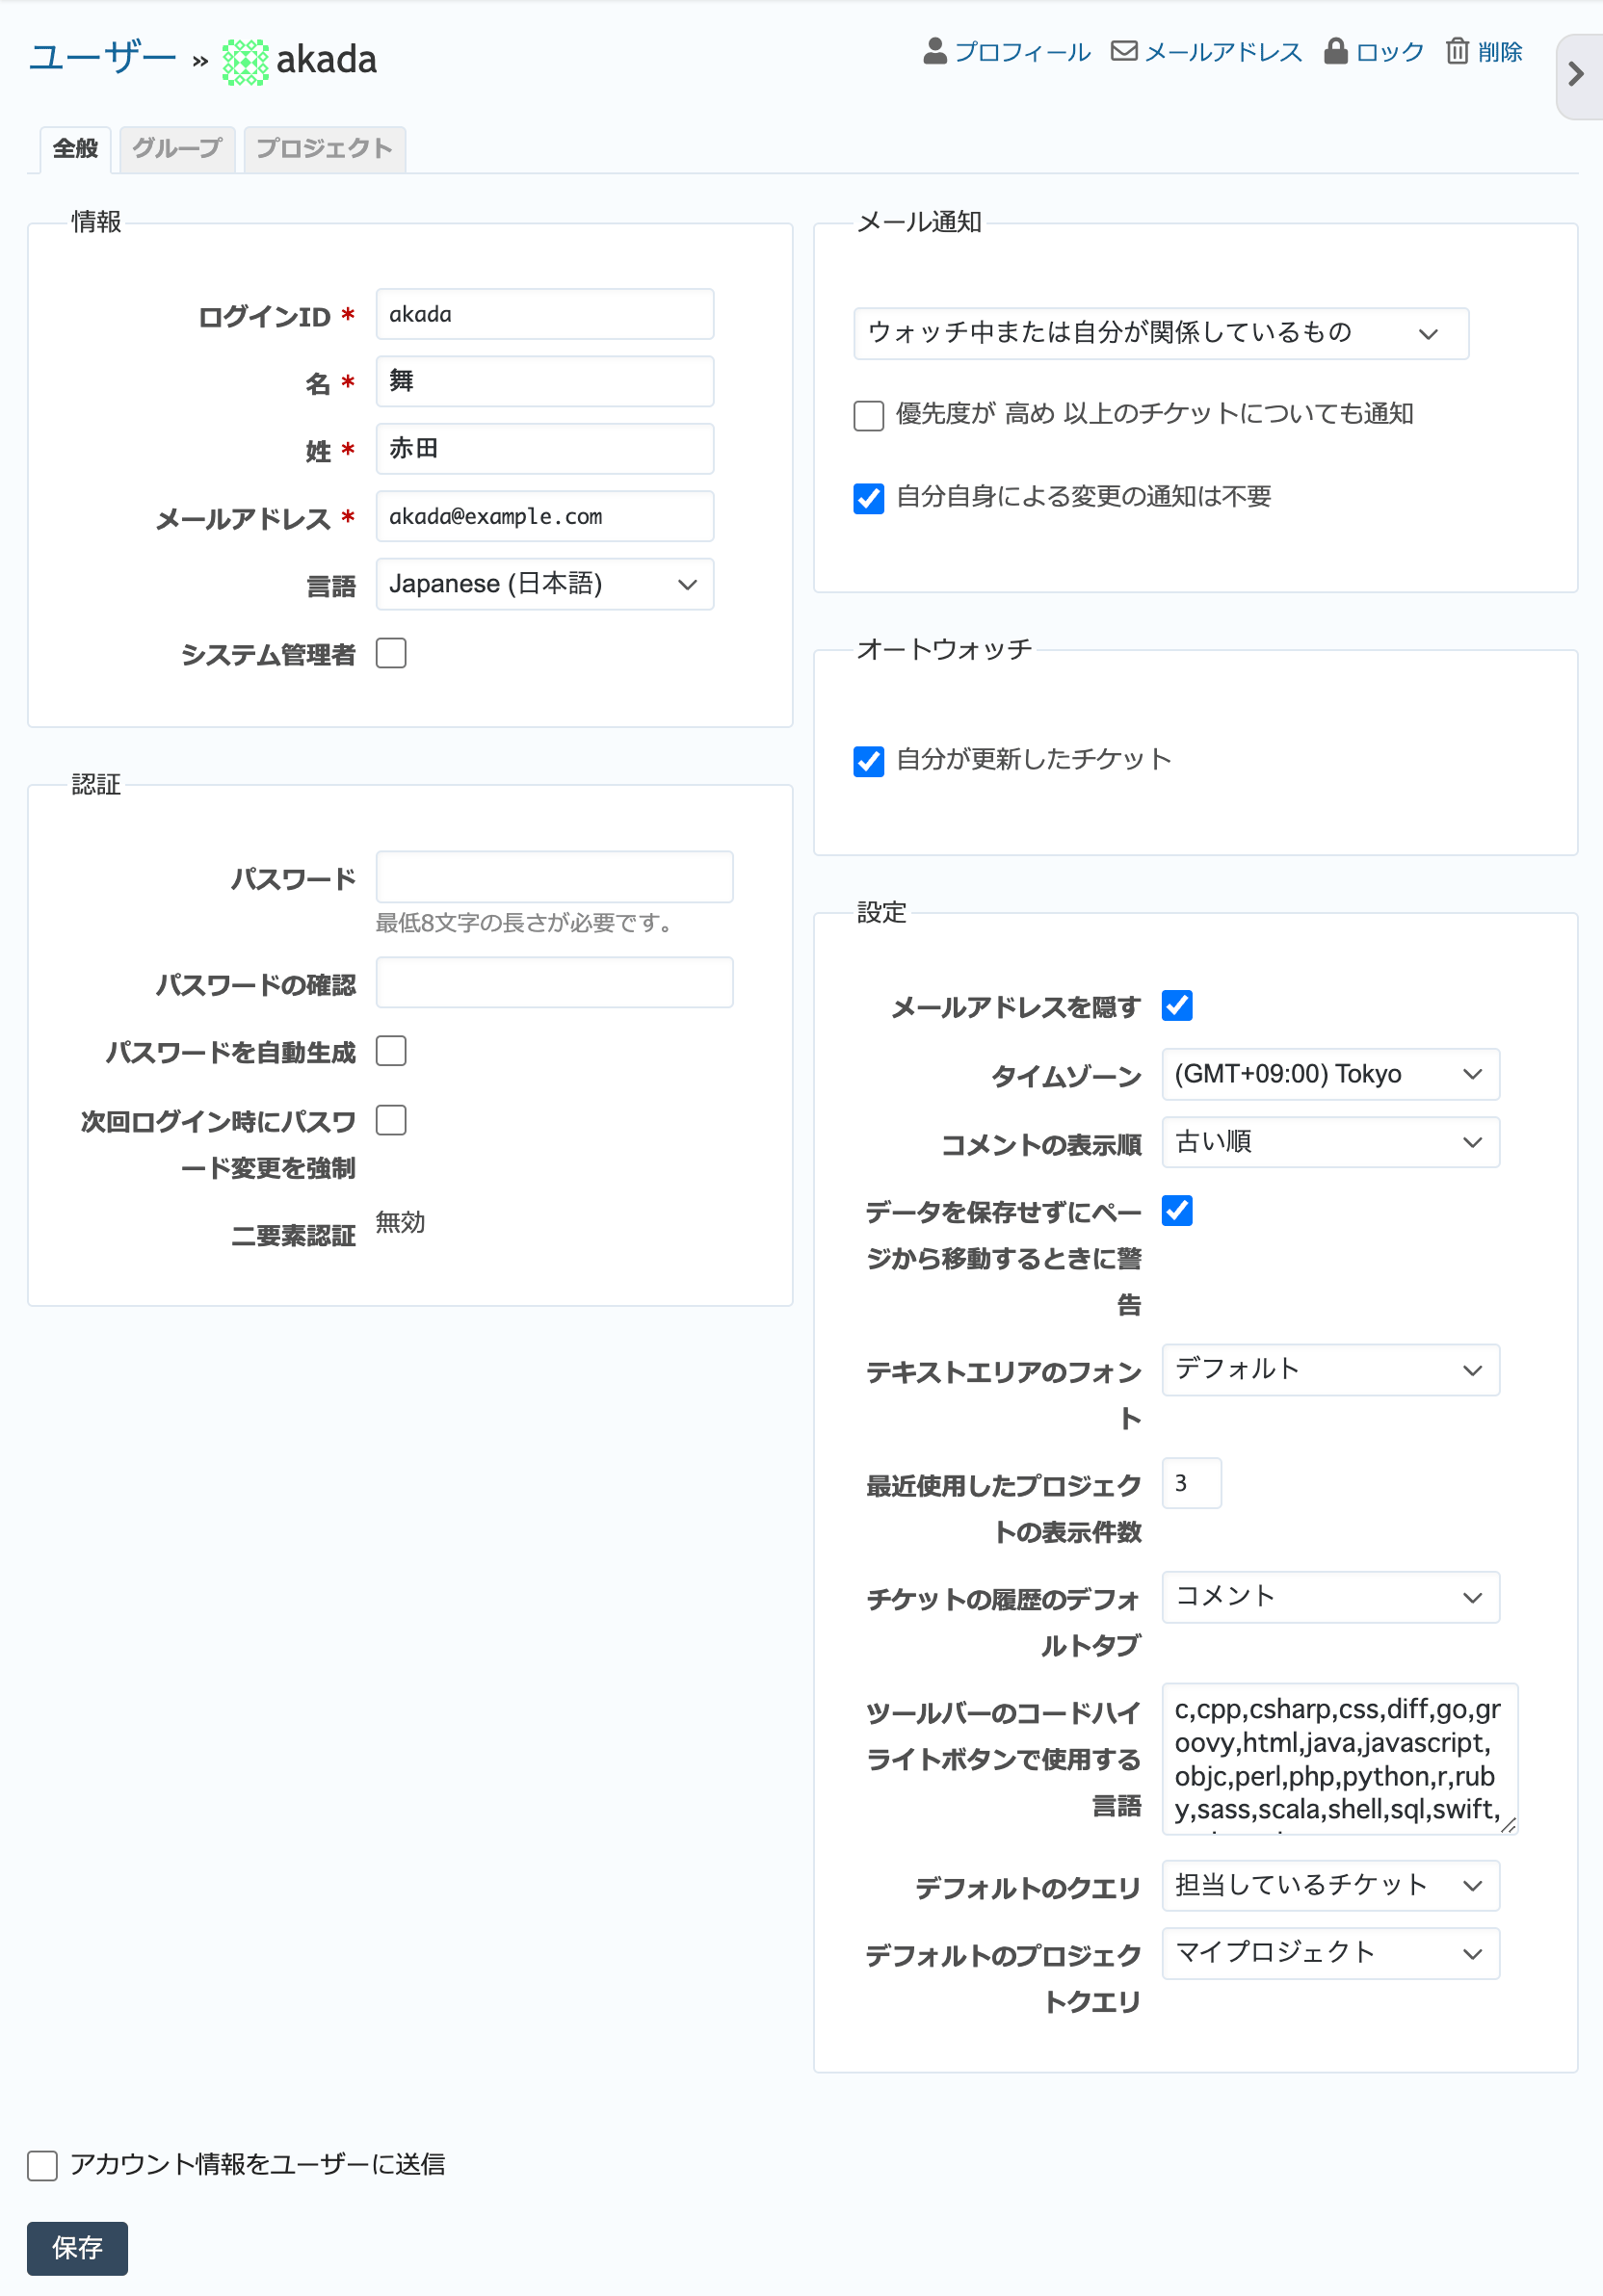 ユーザー » akada
プロフィール メールアドレス ロック 削除
全般 グループ プロジェクト
情報
ログインID * akada
名 * 舞
姓 * 赤田
メールアドレス * akada@example.com
言語 Japanese (日本語)
システム管理者
認証
パスワード
最低8文字の長さが必要です。
パスワードの確認
パスワードを自動生成
次回ログイン時にパスワ
ード変更を強制
二要素認証 無効
メール通知
ウォッチ中または自分が関係しているもの
優先度が 高め 以上のチケットについても通知
自分自身による変更の通知は不要
オートウォッチ
自分が更新したチケット
設定
メールアドレスを隠す
タイムゾーン (GMT+09:00) Tokyo
コメントの表示順 古い順
データを保存せずにペー
ジから移動するときに警
告
テキストエリアのフォン デフォルト
ト
最近使用したプロジェク 3
トの表示件数
チケットの履歴のデフォ コメント
ルトタブ
ツールバーのコードハイ
ライトボタンで使用する
言語
c,cpp,csharp,css,diff,go,gr
oovy,html,java,javascript,
objc,perl,php,python,r,rub
y,sass,scala,shell,sql,swift,
デフォルトのクエリ 担当しているチケット
デフォルトのプロジェク マイプロジェクト
トクエリ
アカウント情報をユーザーに送信
保存